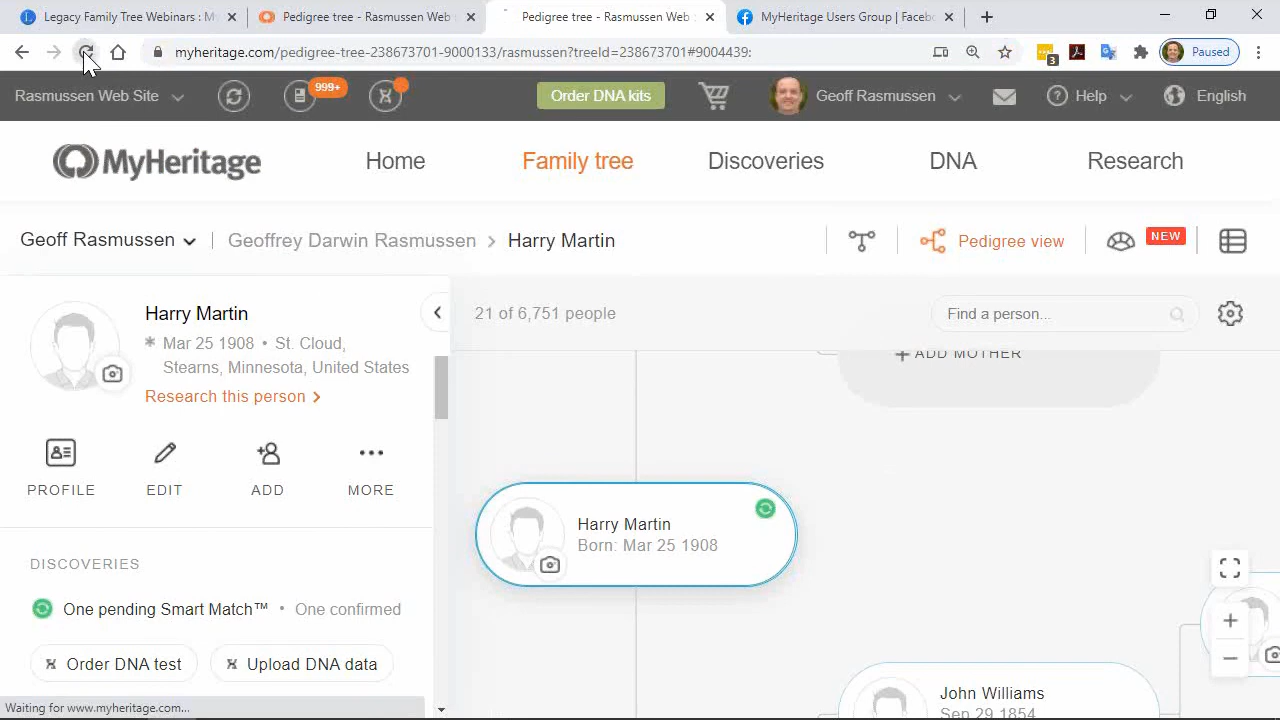 Legacy Family Tree Webinars : M
Pedigree tree - Rasmussen Web
Pedigree tree - Rasmussen Web
MyHeritage Users Group | Faceb
myheritage.com/pedigree-tree-238673701-9000133/rasmussen?treeId=238673701#9004439:
3
Paused
Rasmussen Web Site
999+
Order DNA kits
Geoff Rasmussen
Help
English
MyHeritage
Home
Family tree
Discoveries
DNA
Research
Geoff Rasmussen
Geoffrey Darwin Rasmussen > Harry Martin
Pedigree view
NEW
Harry Martin
Mar 25 1908 • St. Cloud,
Stearns, Minnesota, United States
Research this person >
21 of 6,751 people
Find a person...
ADD MOTHER
PROFILE
EDIT
ADD
MORE
Harry Martin
Born: Mar 25 1908
DISCOVERIES
One pending Smart Match™ • One confirmed
Order DNA test
Upload DNA data
John Williams
Sep 29 1854
Waiting for www.myheritage.com...